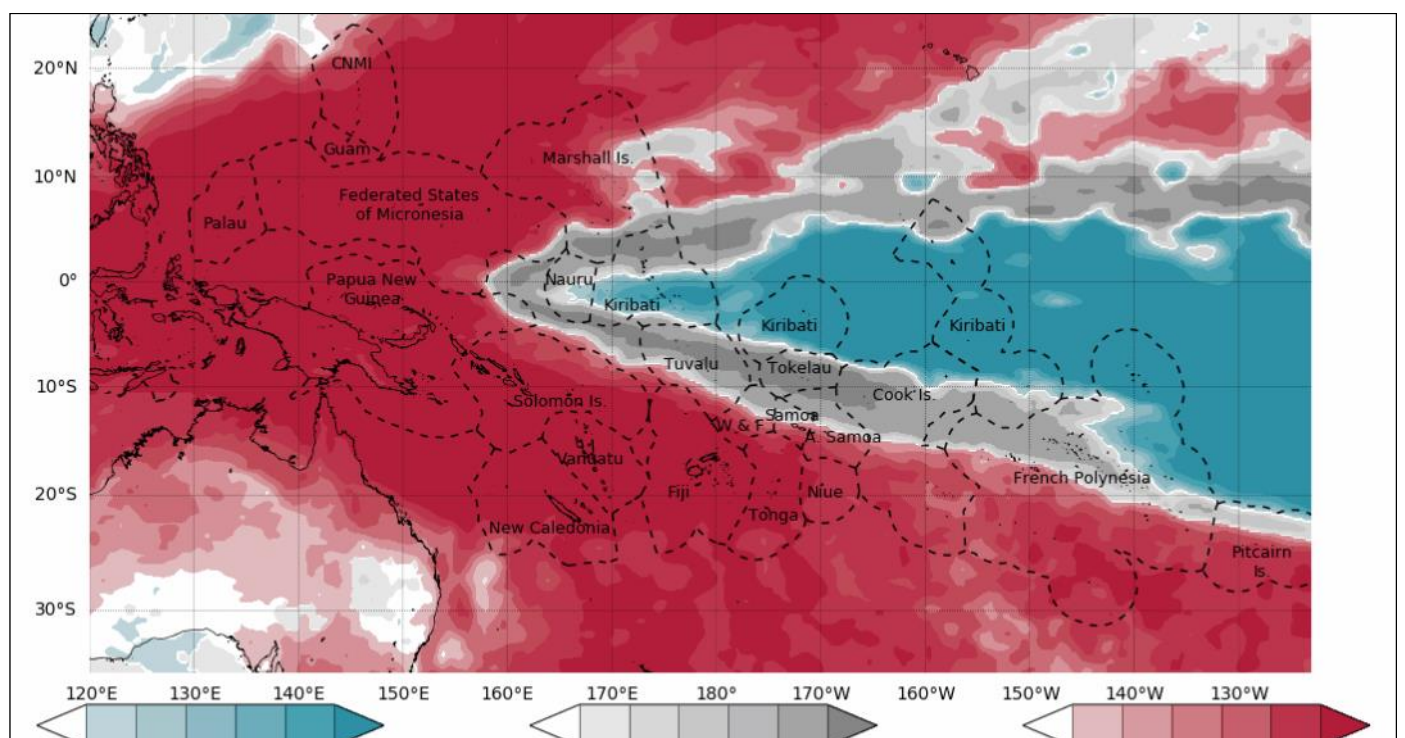 20°N
CNMI
Guam
Marshall Is.
10°N
Federated States
of Micronesia
Palau
0°
Papua New
Guinea
Nauru
Kiribati
Kiribati
Kiribati
Tuvalu
Tokelau
10°S
Solomon Is.
Cook Is.
W & F
Samoa
A. Samoa
Vanuatu
20°S
Fiji
Niue
French Polynesia
Tonga
New Caledonia
Pitcairn
Is
30°S
120°E 130°E 140°E 150°E 160°E 170°E 180° 170°W 160°W 150°W 140°W 130°W